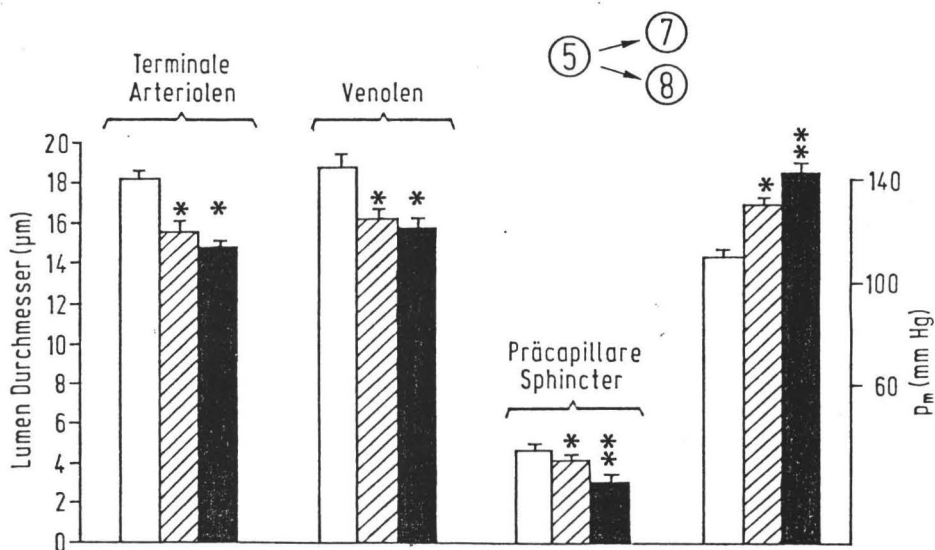 5 7
8
Terminale
Arteriolen
Venolen
Präcapillare
Sphincter
Lumen Durchmesser (µm)
20
18
16
14
12
10
8
6
4
2
0
* *
* *
* **
* **
140
100
60
pm (mm Hg)